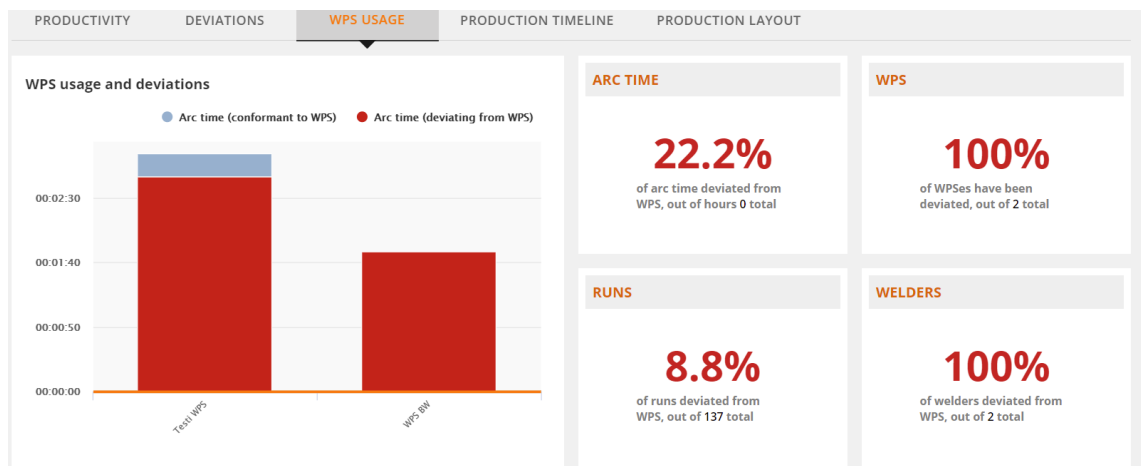 PRODUCTIVITY DEVIATIONS WPS USAGE PRODUCTION TIMELINE PRODUCTION LAYOUT
WPS usage and deviations
Arc time (conformant to WPS) Arc time (deviating from WPS)
00:02:30
00:01:40
00:00:50
00:00:00
Testi WPS
WPS BW
ARC TIME
22.2%
of arc time deviated from
WPS, out of hours 0 total
WPS
100%
of WPSes have been
deviated, out of 2 total
RUNS
8.8%
of runs deviated from
WPS, out of 137 total
WELDERS
100%
of welders deviated from
WPS, out of 2 total